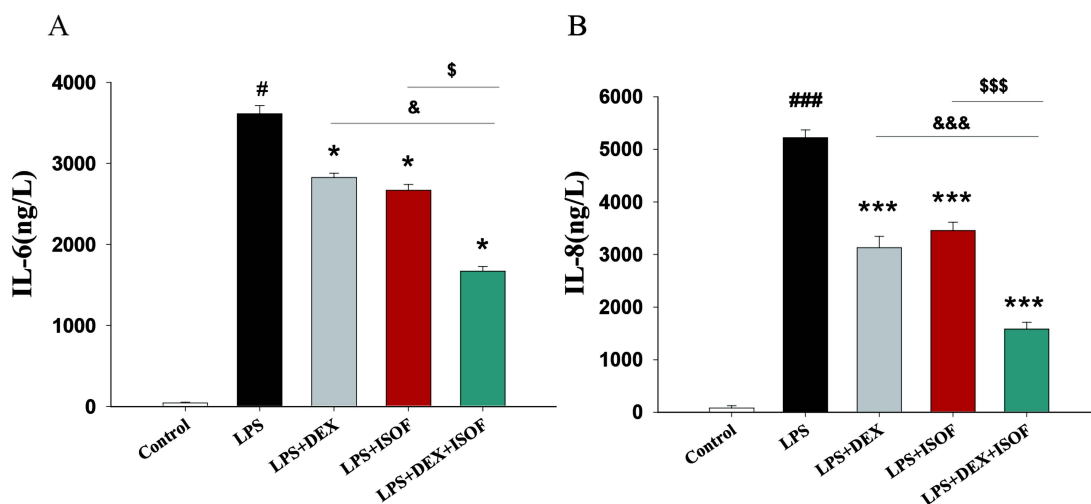 A
IL-6(ng/L)
4000
3000
2000
1000
0
#
*
*
*
&
$
Control
LPS
LPS+DEX
LPS+ISOF
LPS+DEX+ISOF
B
IL-8(ng/L)
6000
5000
4000
3000
2000
1000
0
###
***
***
***
&&&
$$$
Control
LPS
LPS+DEX
LPS+ISOF
LPS+DEX+ISOF